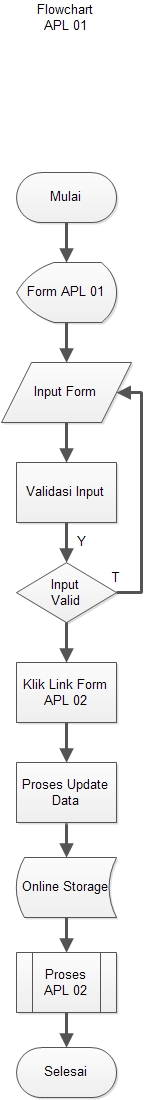 Flowchart
APL 01
Mulai
Form APL 01
Input Form
Validasi Input
Y
Input
Valid
T
Klik Link Form
APL 02
Proses Update
Data
Online Storage
Proses
APL 02
Selesai